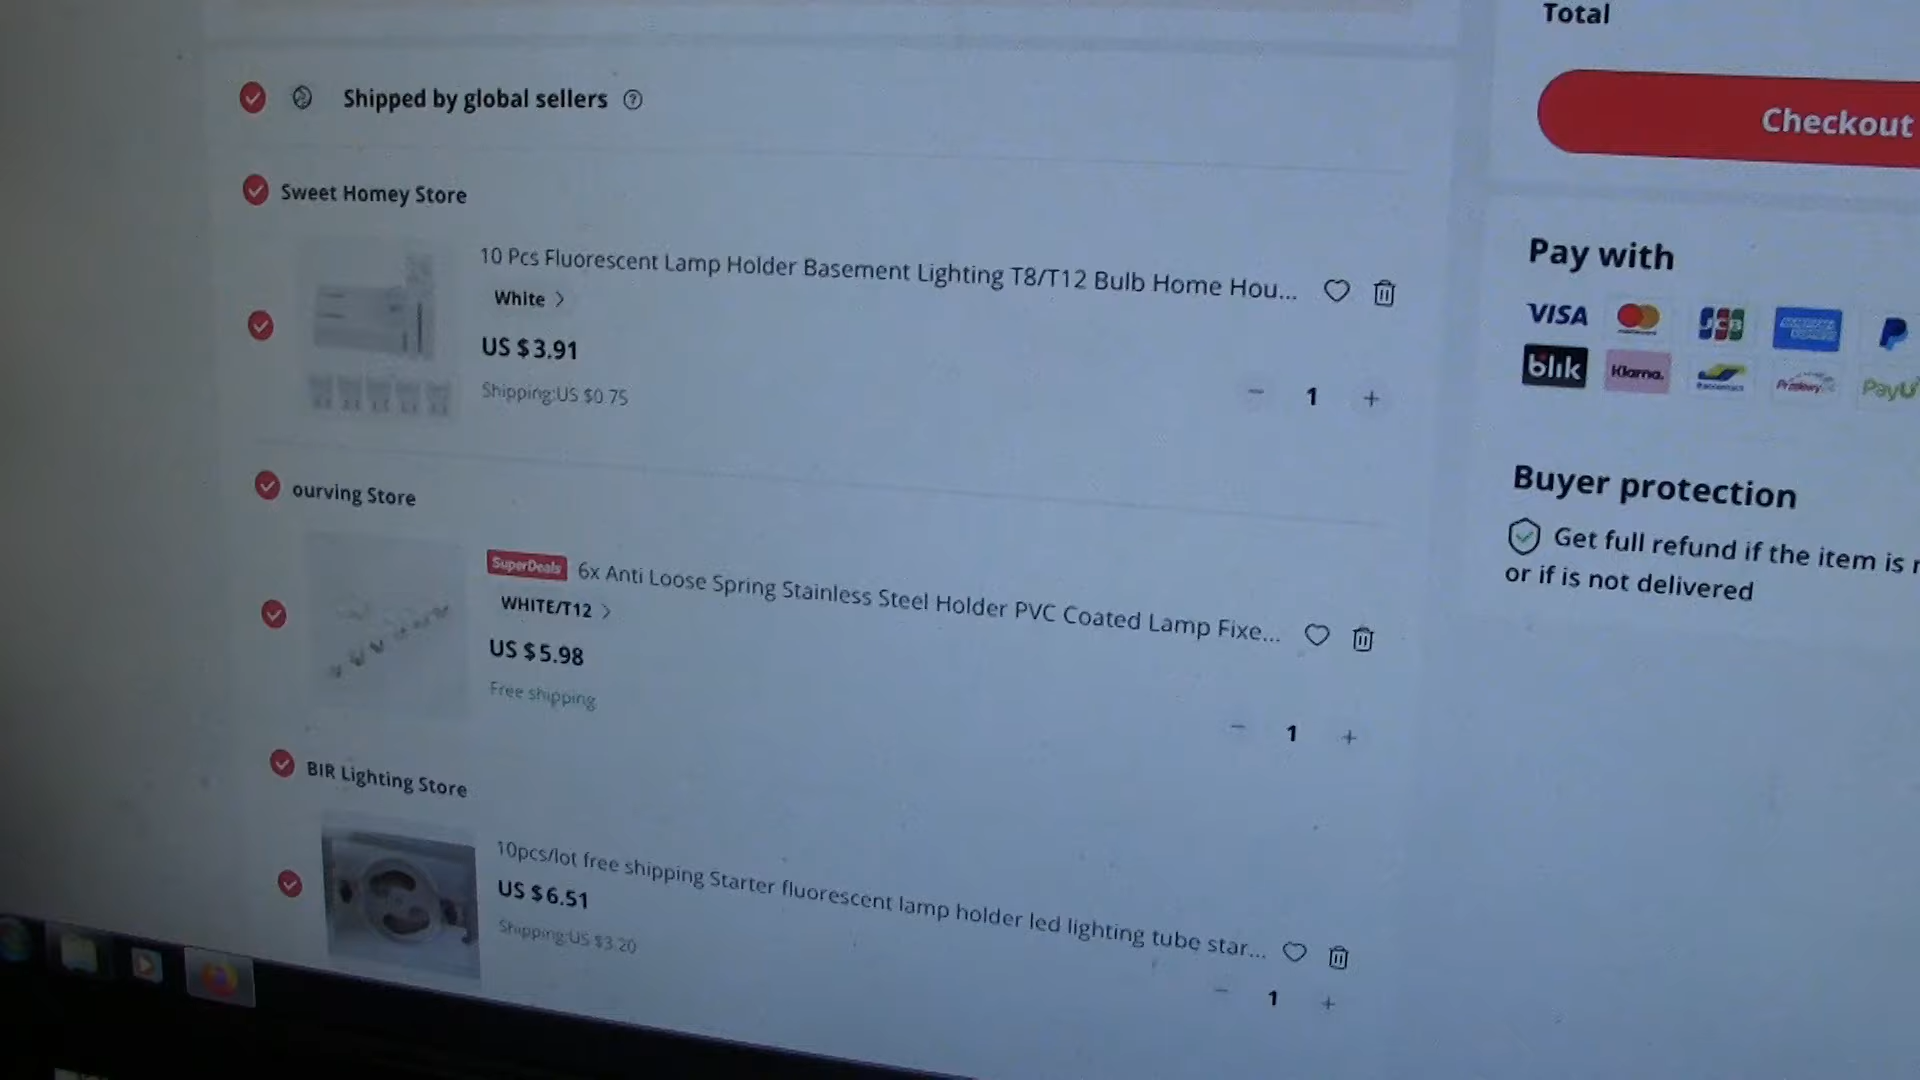 Total
Checkout
Shipped by global sellers ?
Sweet Homey Store
10 Pcs Fluorescent Lamp Holder Basement Lighting T8/T12 Bulb Home Hou...
White >
US $3.91
Shipping:US $0.75
− 1 +
ourving Store
SuperDeals 6x Anti Loose Spring Stainless Steel Holder PVC Coated Lamp Fixe...
WHITE/T12 >
US $5.98
Free shipping
− 1 +
BIR Lighting Store
10pcs/lot free shipping Starter fluorescent lamp holder led lighting tube star...
US $6.51
Shipping:US $3.20
− 1 +
Pay with
VISA
JCB
blik
Klarna.
PayU
Buyer protection
Get full refund if the item is
or if is not delivered